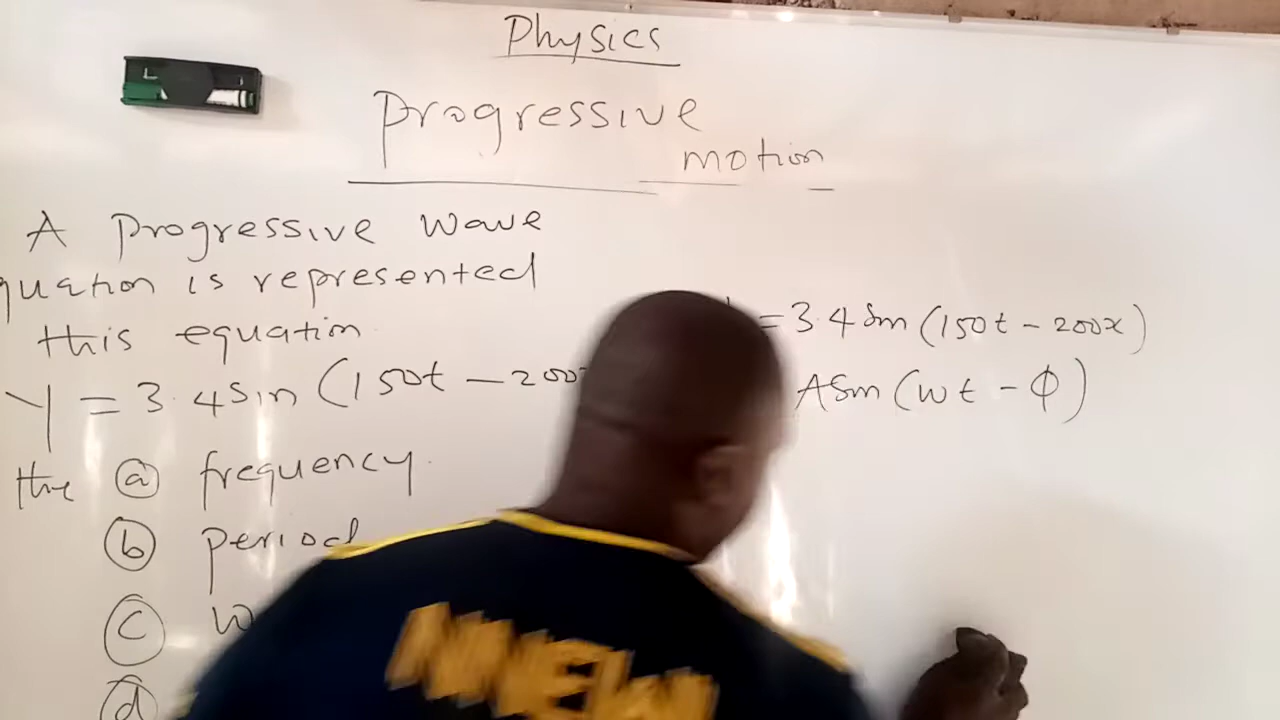 Physics
Progressive
motion
A progressive wave
quation is represented
this equation
y = 3.4 sin (150t - 200
the (a) frequency.
(b) period
(c) W
(d)
= 3.4 Sin (150t - 200x)
A Sin (wt - Φ)